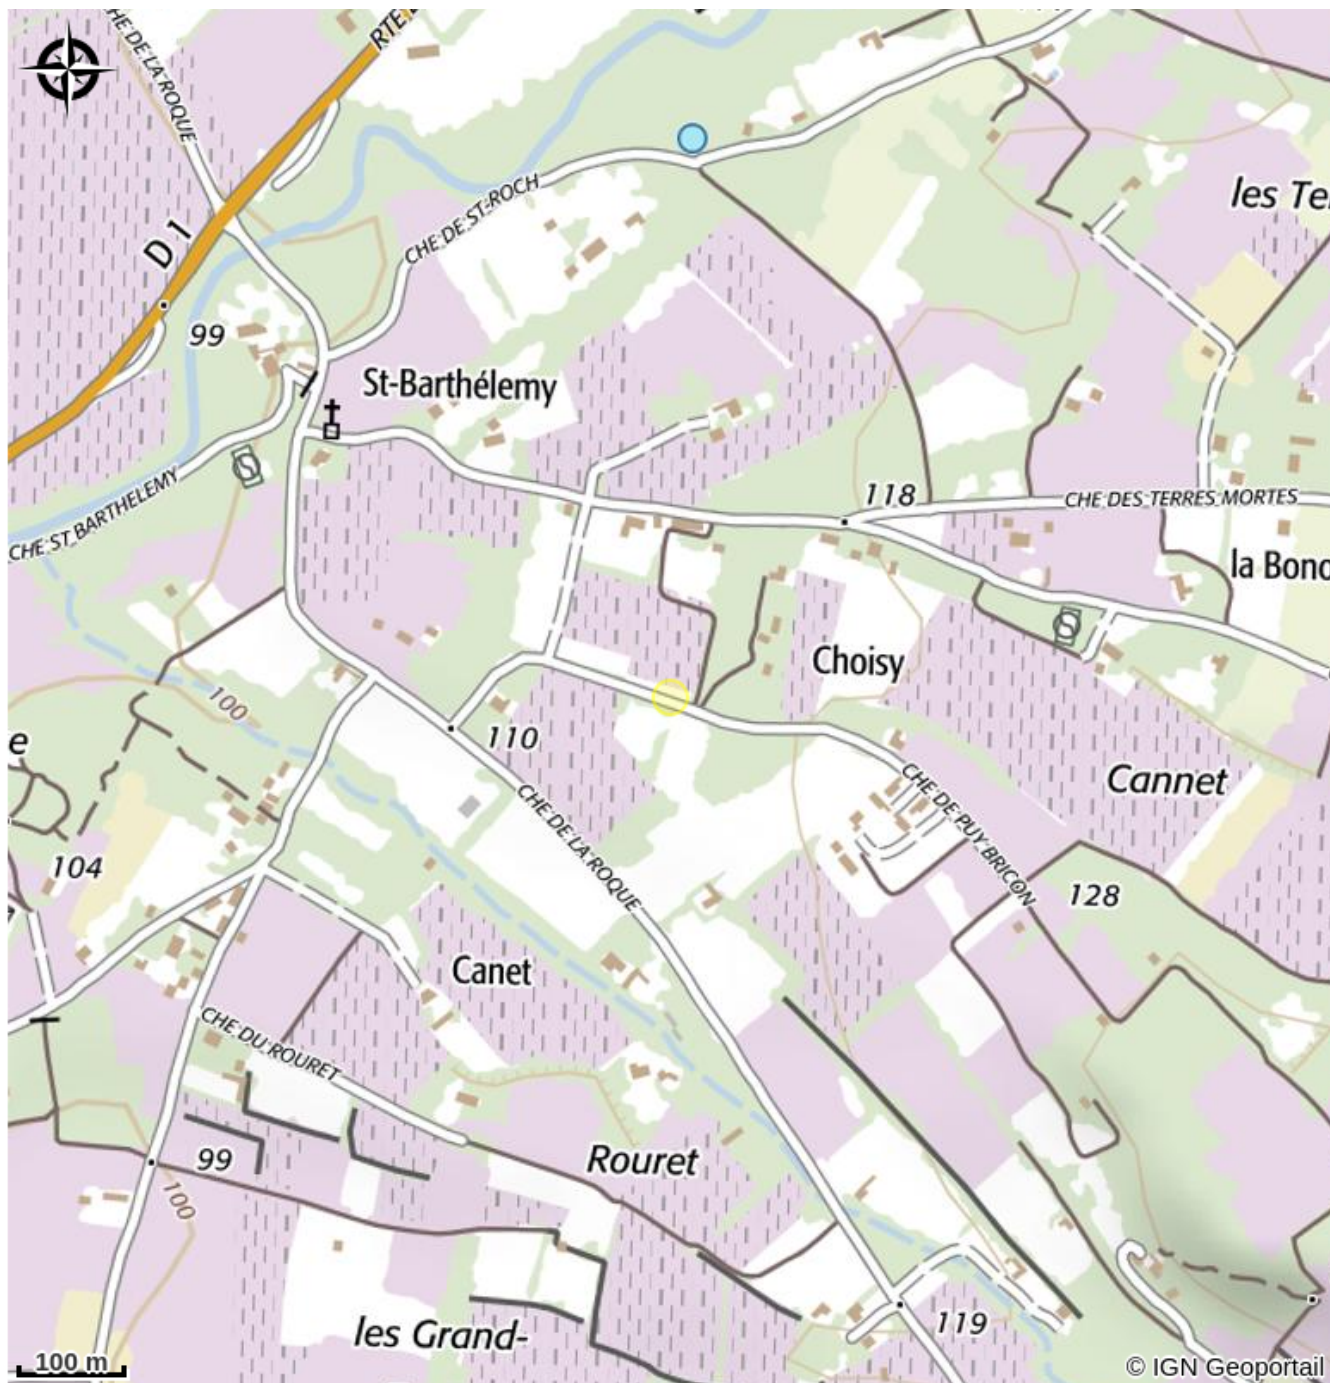 CHE DE LA ROQUE
RTE D
les Te
CHE DE ST-ROCH
D 1
99
St-Barthélemy
118
CHE DES TERRES MORTES
CHE ST BARTHELEMY
la Bono
Choisy
100
110
e
Cannet
CHE DE PUY BRICON
CHE DE LA ROQUE
104
128
Canet
CHE DU ROURET
99
Rouret
100
119
les Grand-
100 m
© IGN Geoportail